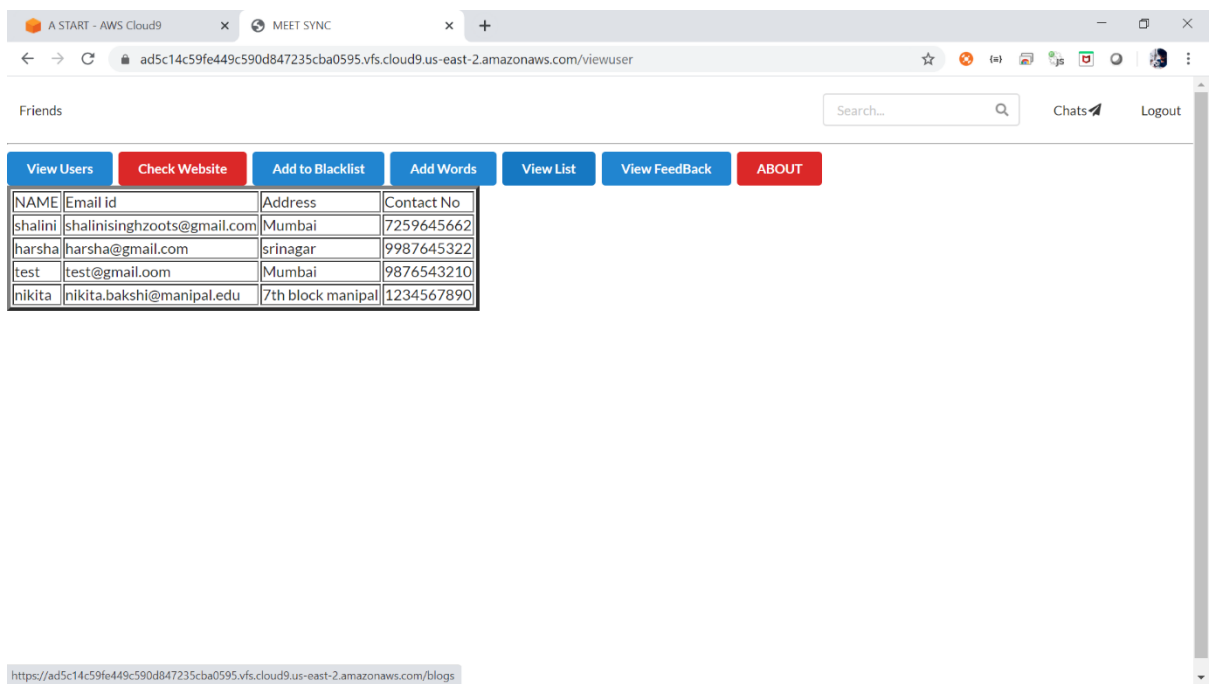 A START - AWS Cloud9 MEET SYNC
ad5c14c59fe449c590d847235cba0595.vfs.cloud9.us-east-2.amazonaws.com/viewuser
Friends Search... Chats Logout
View Users Check Website Add to Blacklist Add Words View List View FeedBack ABOUT
NAME Email id Address Contact No
shalini shalinisinghzoots@gmail.com Mumbai 7259645662
harsha harsha@gmail.com srinagar 9987645322
test test@gmail.oom Mumbai 9876543210
nikita nikita.bakshi@manipal.edu 7th block manipal 1234567890
https://ad5c14c59fe449c590d847235cba0595.vfs.cloud9.us-east-2.amazonaws.com/blogs